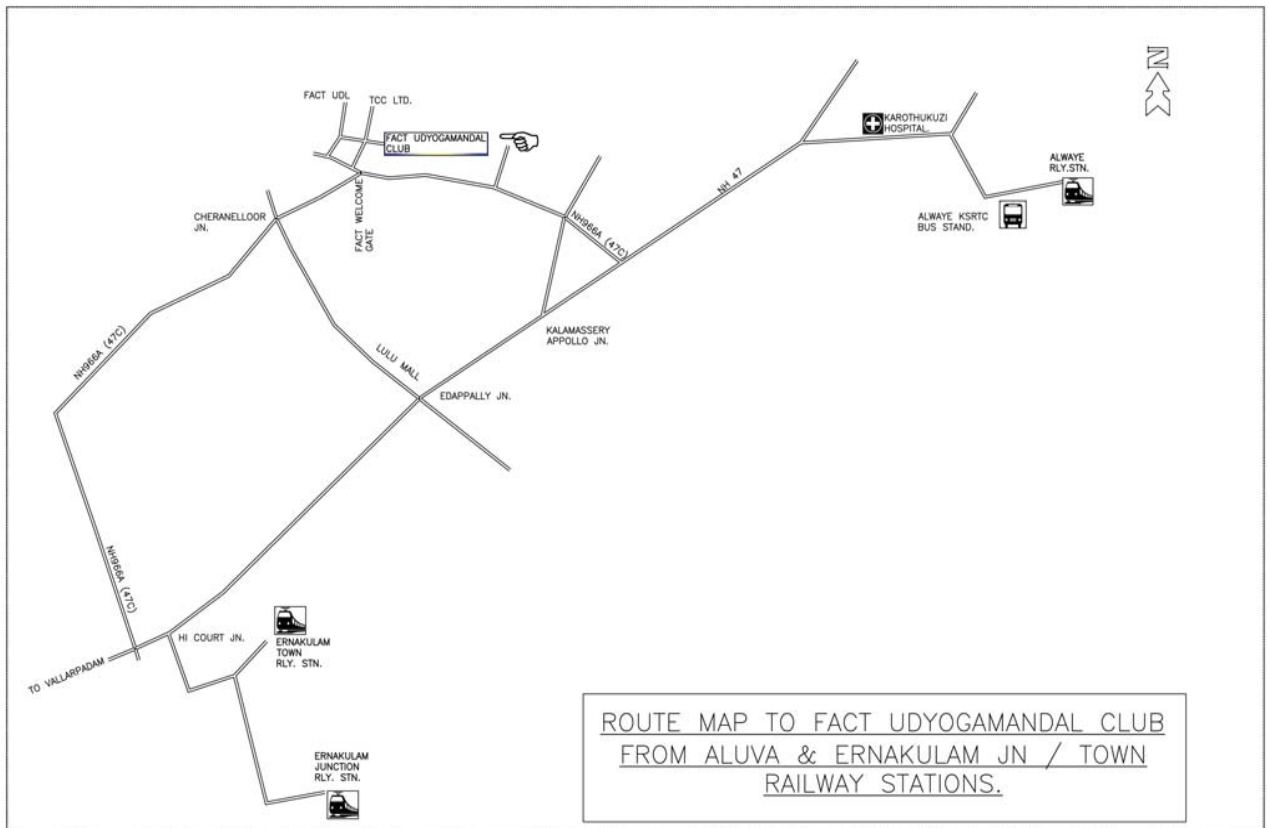 N
FACT UDL
TCC LTD.
FACT UDYOGAMANDAL
CLUB
KAROTHUKUZI
HOSPITAL.
ALWAYE
RLY.STN.
ALWAYE KSRTC
BUS STAND.
NH 47
CHERANELLOOR
JN.
FACT WELCOME
GATE
NH966A (47C)
KALAMASSERY
APPOLLO JN.
NH966A (47C)
LULU MALL
EDAPPALLY JN.
NH966A (47C)
HI COURT JN.
TO VALLARPADAM
ERNAKULAM
TOWN
RLY. STN.
ERNAKULAM
JUNCTION
RLY. STN.
ROUTE MAP TO FACT UDYOGAMANDAL CLUB
FROM ALUVA & ERNAKULAM JN / TOWN
RAILWAY STATIONS.